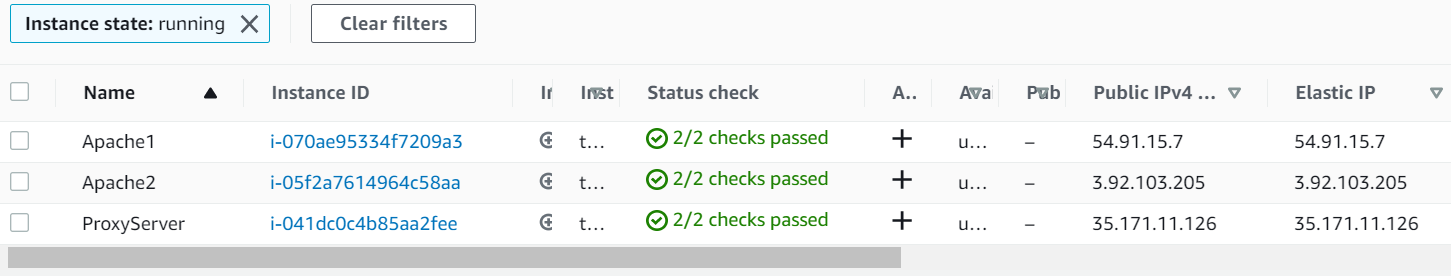 Instance state: running Clear filters
Name Instance ID Inst Status check A.. Ava Pub Public IPv4 ... Elastic IP
Apache1 i-070ae95334f7209a3 t... 2/2 checks passed u... – 54.91.15.7 54.91.15.7
Apache2 i-05f2a7614964c58aa t... 2/2 checks passed u... – 3.92.103.205 3.92.103.205
ProxyServer i-041dc0c4b85aa2fee t... 2/2 checks passed u... – 35.171.11.126 35.171.11.126